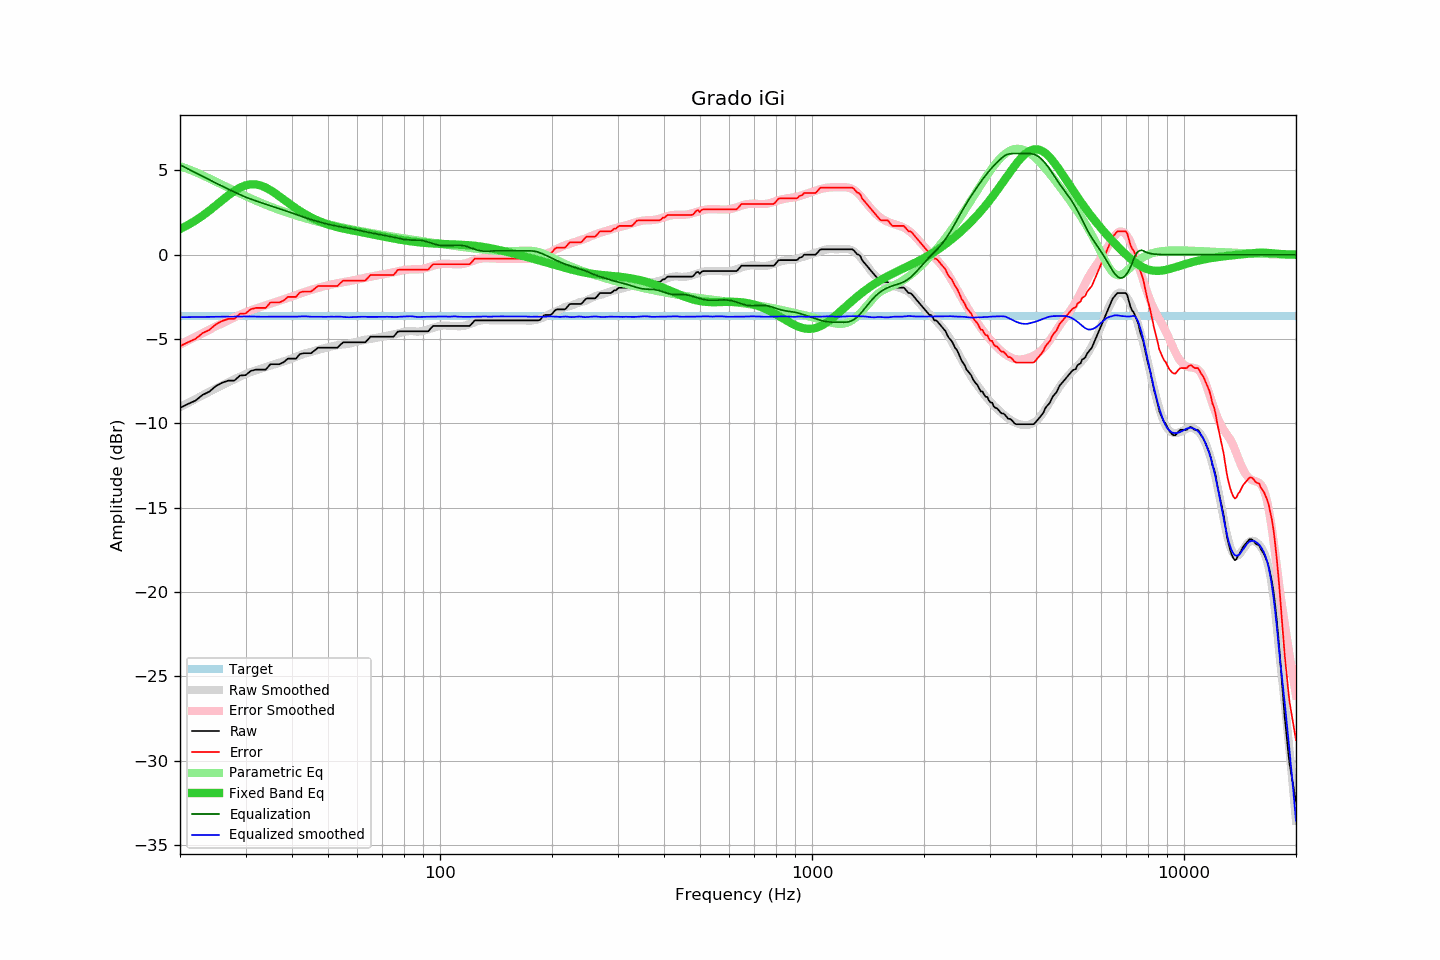 Grado iGi
5
0
−5
−10
−15
−20
−25
−30
−35
Amplitude (dBr)
Target
Raw Smoothed
Error Smoothed
Raw
Error
Parametric Eq
Fixed Band Eq
Equalization
Equalized smoothed
100
1000
10000
Frequency (Hz)